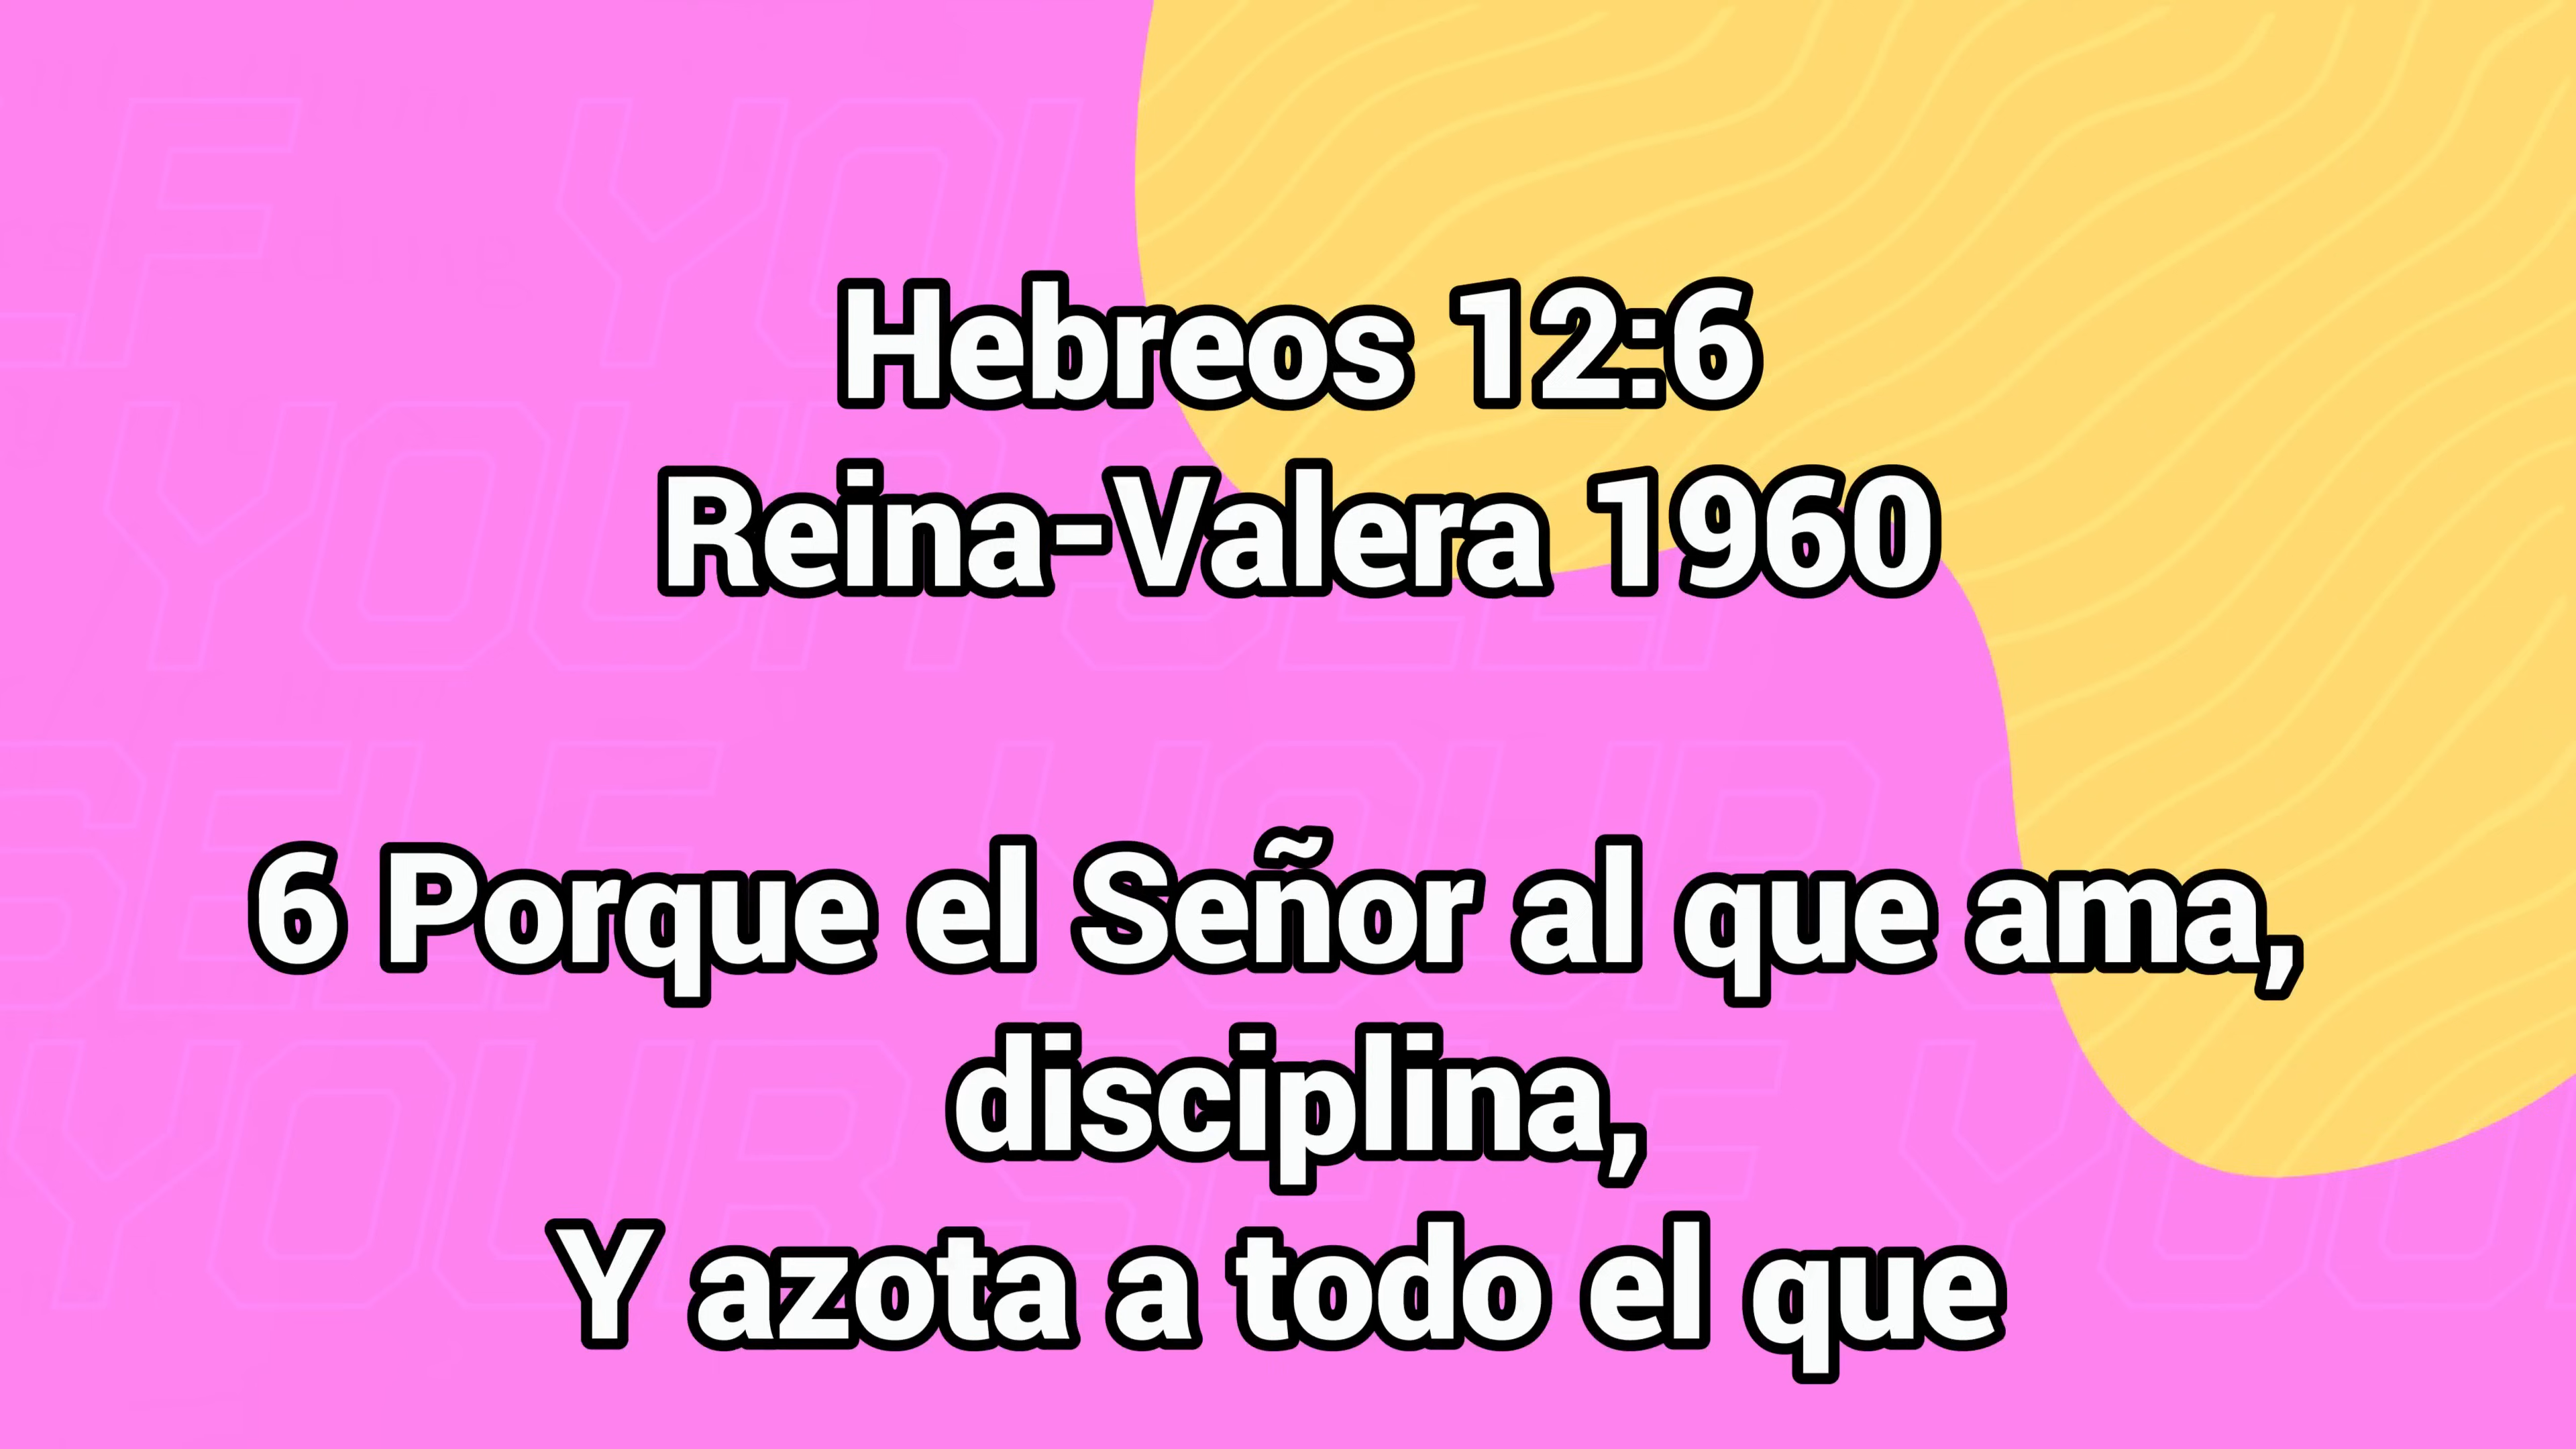 Hebreos 12:6
Reina-Valera 1960
6 Porque el Señor al que ama,
disciplina,
Y azota a todo el que